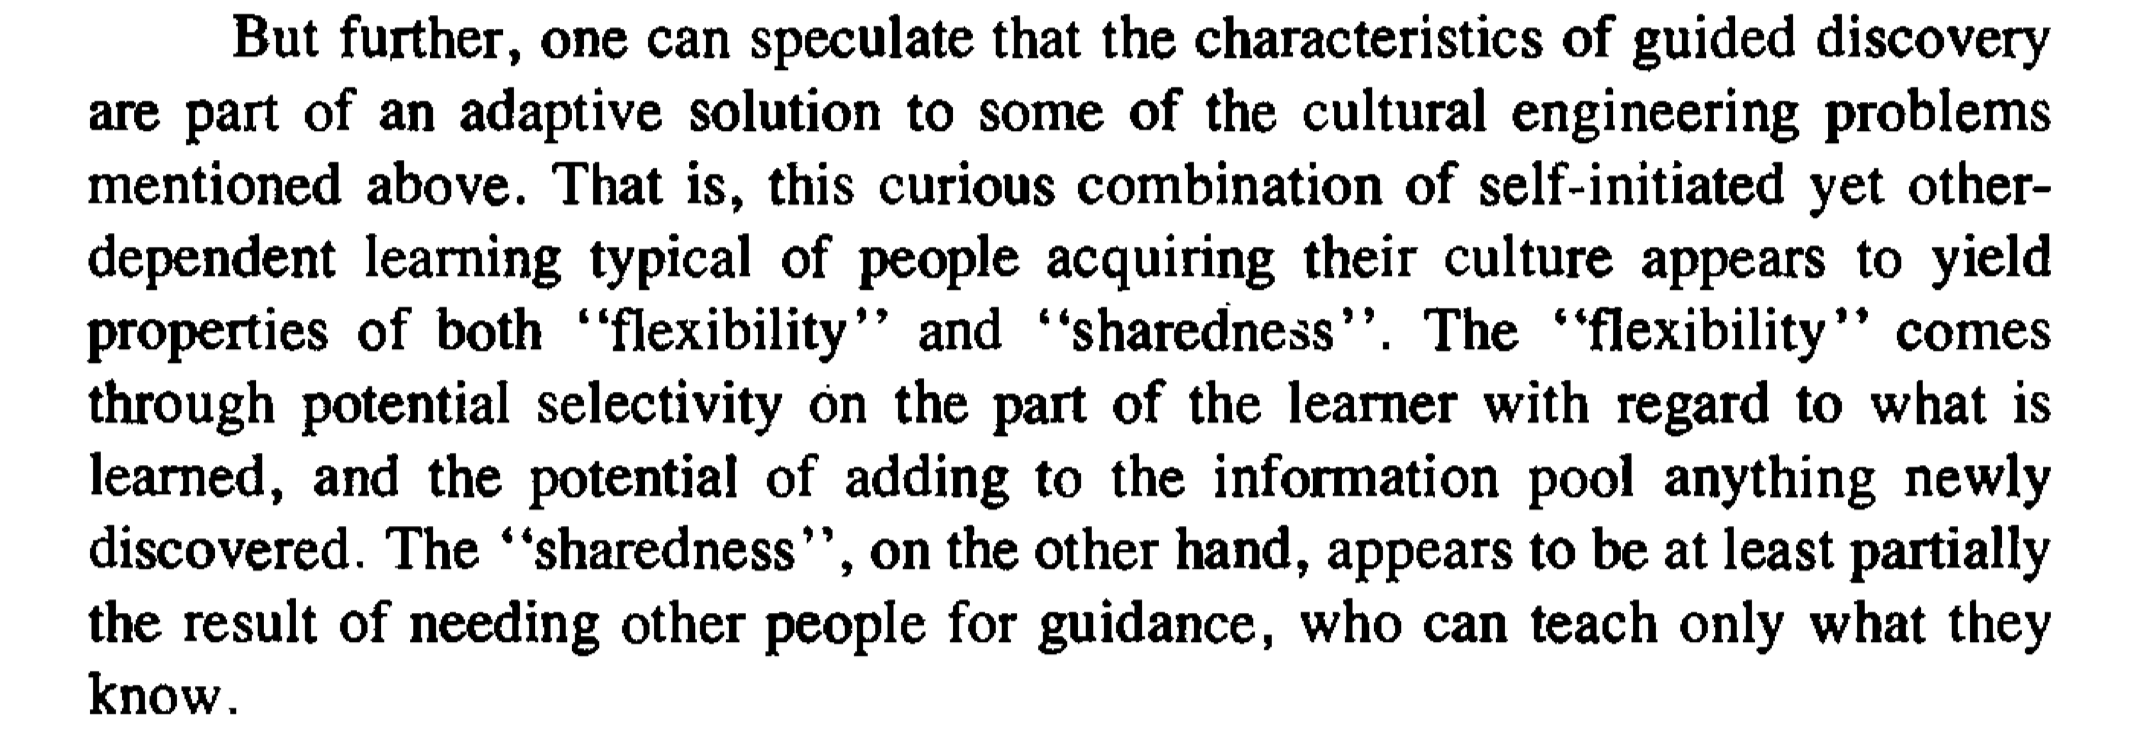 But further, one can speculate that the characteristics of guided discovery
are part of an adaptive solution to some of the cultural engineering problems
mentioned above. That is, this curious combination of self-initiated yet other-
dependent learning typical of people acquiring their culture appears to yield
properties of both ‘‘flexibility’’ and ‘‘sharedness’’. The ‘‘flexibility’’ comes
through potential selectivity on the part of the learner with regard to what is
learned, and the potential of adding to the information pool anything newly
discovered. The ‘‘sharedness’’, on the other hand, appears to be at least partially
the result of needing other people for guidance, who can teach only what they
know.